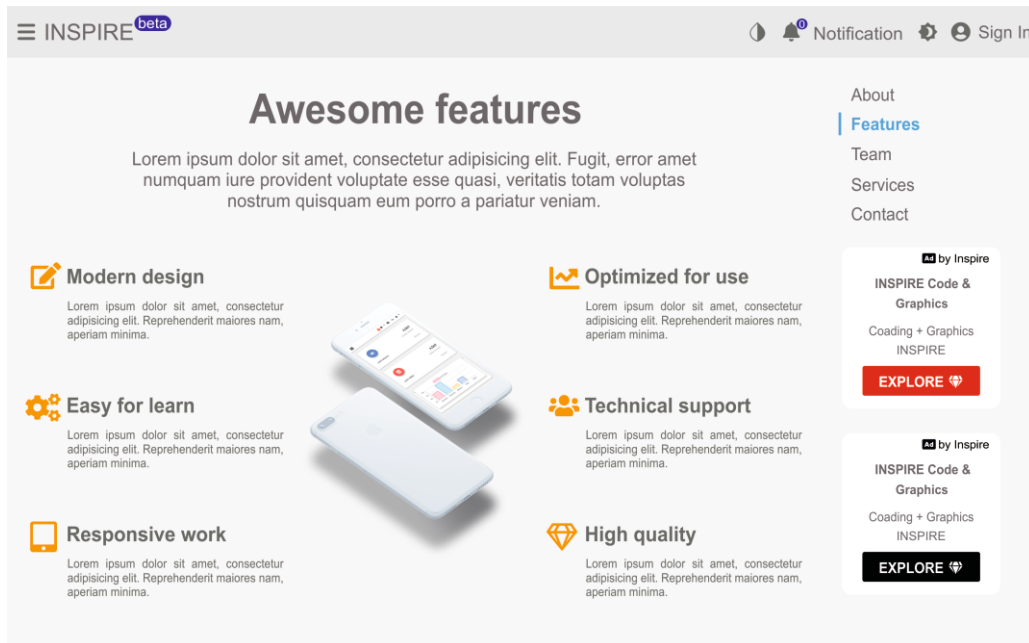 INSPIRE beta
0 Notification Sign In
Awesome features
Lorem ipsum dolor sit amet, consectetur adipisicing elit. Fugit, error amet
numquam iure provident voluptate esse quasi, veritatis totam voluptas
nostrum quisquam eum porro a pariatur veniam.
Modern design
Lorem ipsum dolor sit amet, consectetur
adipisicing elit. Reprehenderit maiores nam,
aperiam minima.
Easy for learn
Lorem ipsum dolor sit amet, consectetur
adipisicing elit. Reprehenderit maiores nam,
aperiam minima.
Responsive work
Lorem ipsum dolor sit amet, consectetur
adipisicing elit. Reprehenderit maiores nam,
aperiam minima.
Optimized for use
Lorem ipsum dolor sit amet, consectetur
adipisicing elit. Reprehenderit maiores nam,
aperiam minima.
Technical support
Lorem ipsum dolor sit amet, consectetur
adipisicing elit. Reprehenderit maiores nam,
aperiam minima.
High quality
Lorem ipsum dolor sit amet, consectetur
adipisicing elit. Reprehenderit maiores nam,
aperiam minima.
About
Features
Team
Services
Contact
Ad by Inspire
INSPIRE Code &
Graphics
Coading + Graphics
INSPIRE
EXPLORE
Ad by Inspire
INSPIRE Code &
Graphics
Coading + Graphics
INSPIRE
EXPLORE